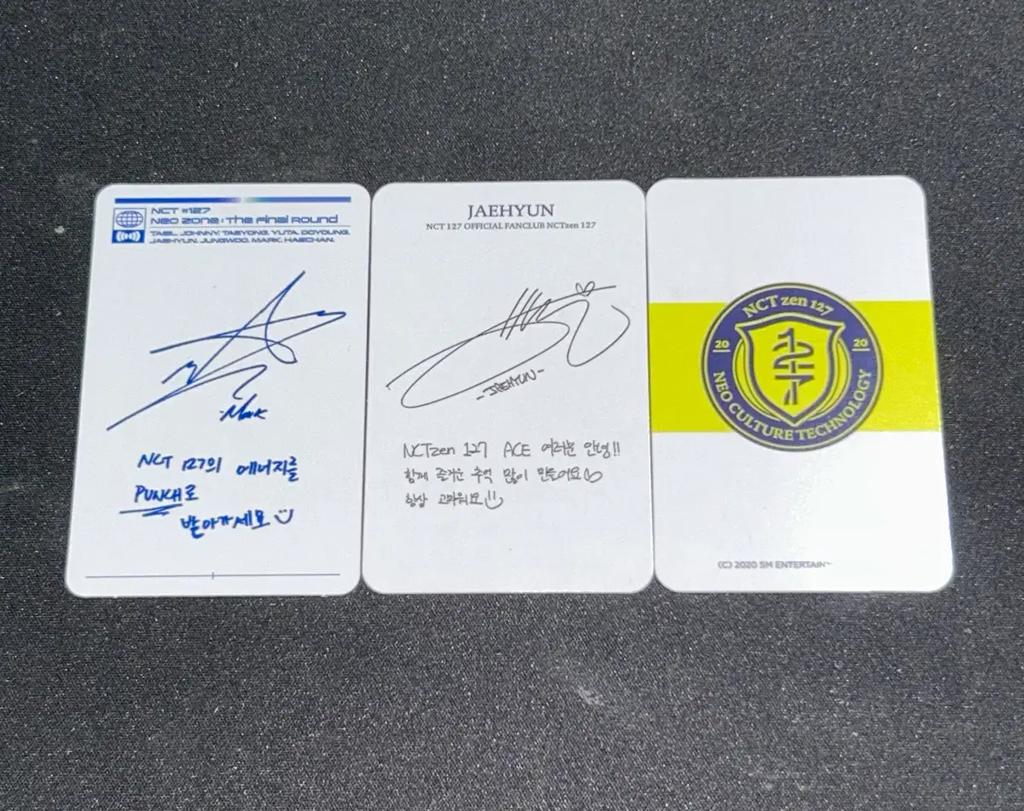 NCT #127
NEO ZONE : The Final Round
TAEIL. JOHNNY. TAEYONG. YUTA. DOYOUNG.
JAEHYUN. JUNGWOO. MARK. HAECHAN.
-Mark
NCT 127의 에너지를
PUNCH로
받아가세요
JAEHYUN
NCT 127 OFFICIAL FANCLUB NCTzen 127
-JAEHYUN-
NCTzen 127 ACE 여러분 안녕!!
함께 즐거운 추억 많이 만들어요♡
항상 고마워요
NCT zen 127
20 20
127
NEO CULTURE TECHNOLOGY
(C) 2020 SM ENTERTAIN